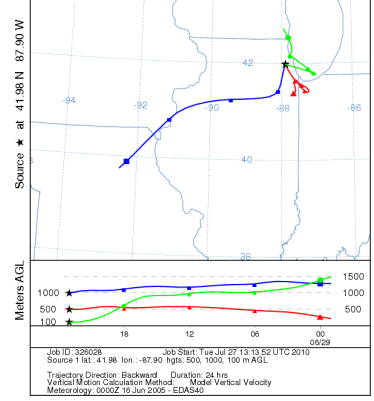 Source ★ at 41.98 N 87.90 W
-94
-92
-90
-88
-86
42
40
38
Meters AGL
1500
1000
1000
500
500
100
18
12
06
00
06/29
Job ID: 326028 Job Start: Tue Jul 27 13:13:52 UTC 2010
Source 1 lat.: 41.98 lon.: -87.90 hgts: 500, 1000, 100 m AGL
Trajectory Direction: Backward Duration: 24 hrs
Vertical Motion Calculation Method: Model Vertical Velocity
Meteorology: 0000Z 16 Jun 2005 - EDAS40